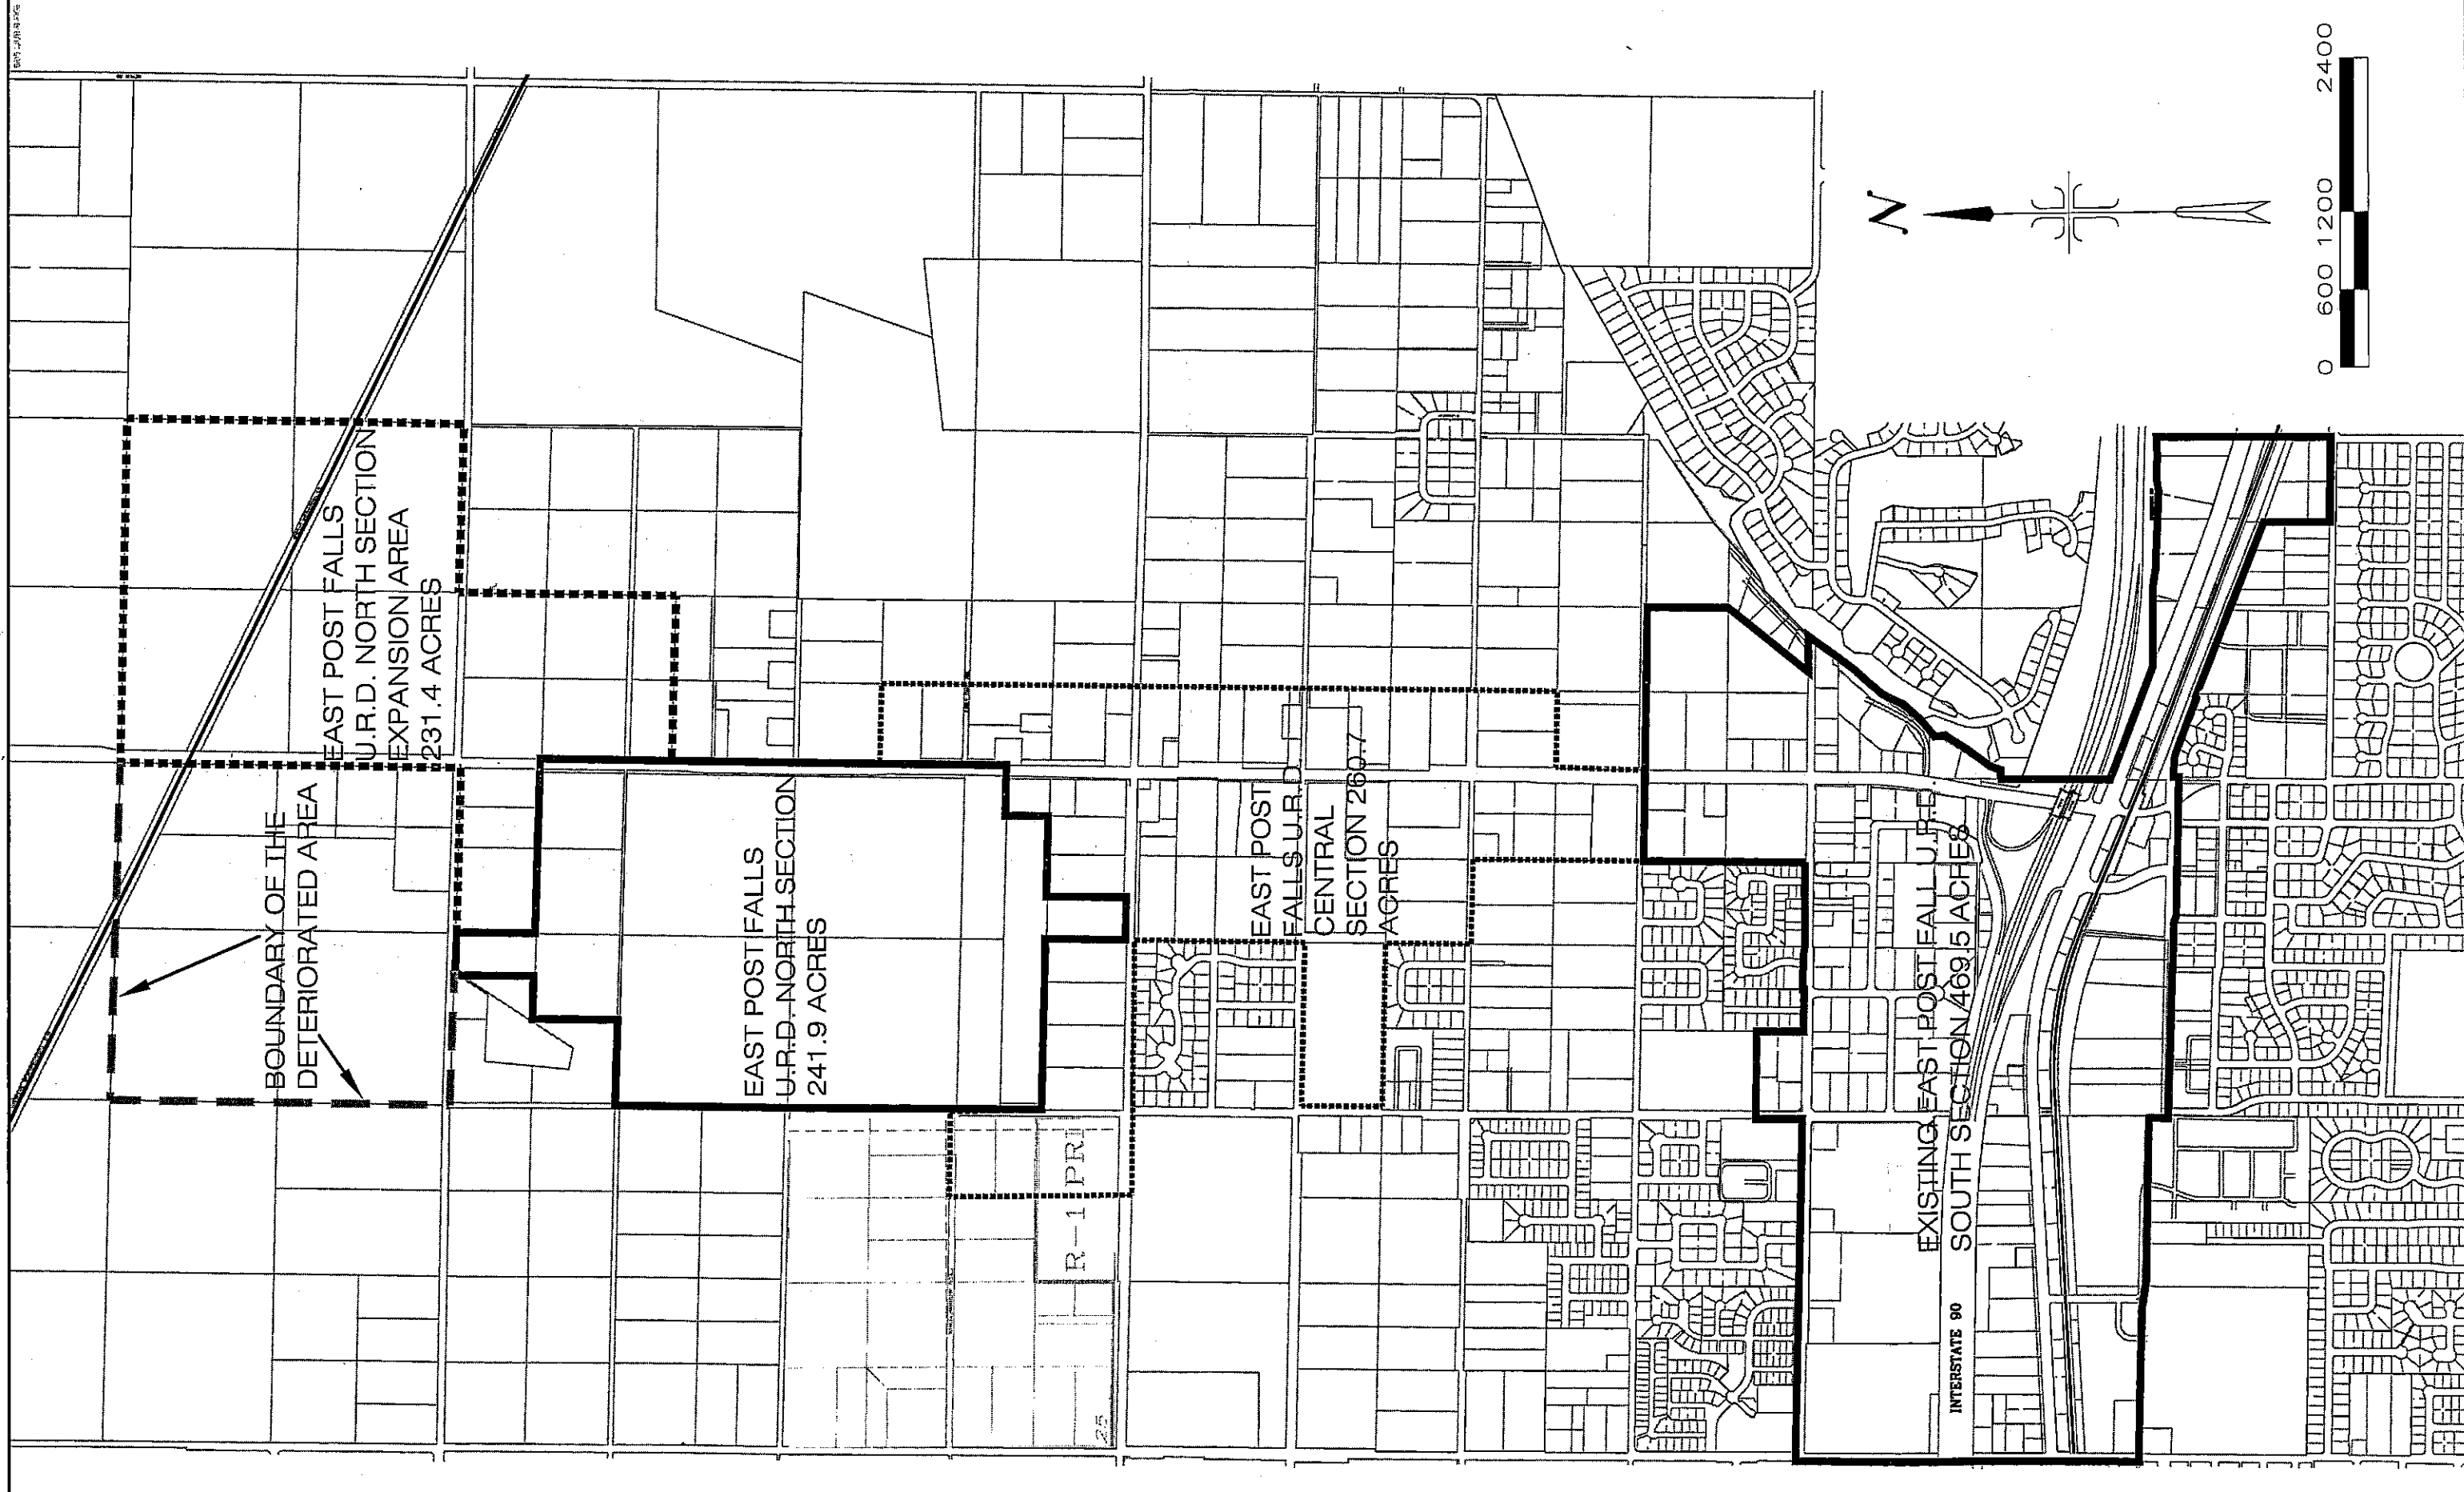 EAST POST FALLS
U.R.D. NORTH SECTION
EXPANSION AREA
231.4 ACRES
BOUNDARY OF THE
DETERIORATED AREA
EAST POST FALLS
U.R.D. NORTH SECTION
241.9 ACRES
EAST POST
FALLS U.R.D.
CENTRAL
SECTION 260.7
ACRES
R-1 PRI
25
EXISTING EAST POST FALL U.R.D.
SOUTH SECTION 469.5 ACRES
INTERSTATE 90
N
0 600 1200 2400